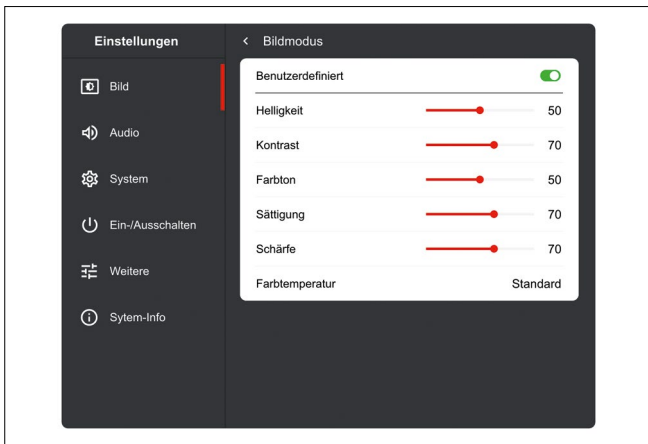 Einstellungen
Bild
Audio
System
Ein-/Ausschalten
Weitere
Sytem-Info
Bildmodus
Benutzerdefiniert
Helligkeit 50
Kontrast 70
Farbton 50
Sättigung 70
Schärfe 70
Farbtemperatur Standard